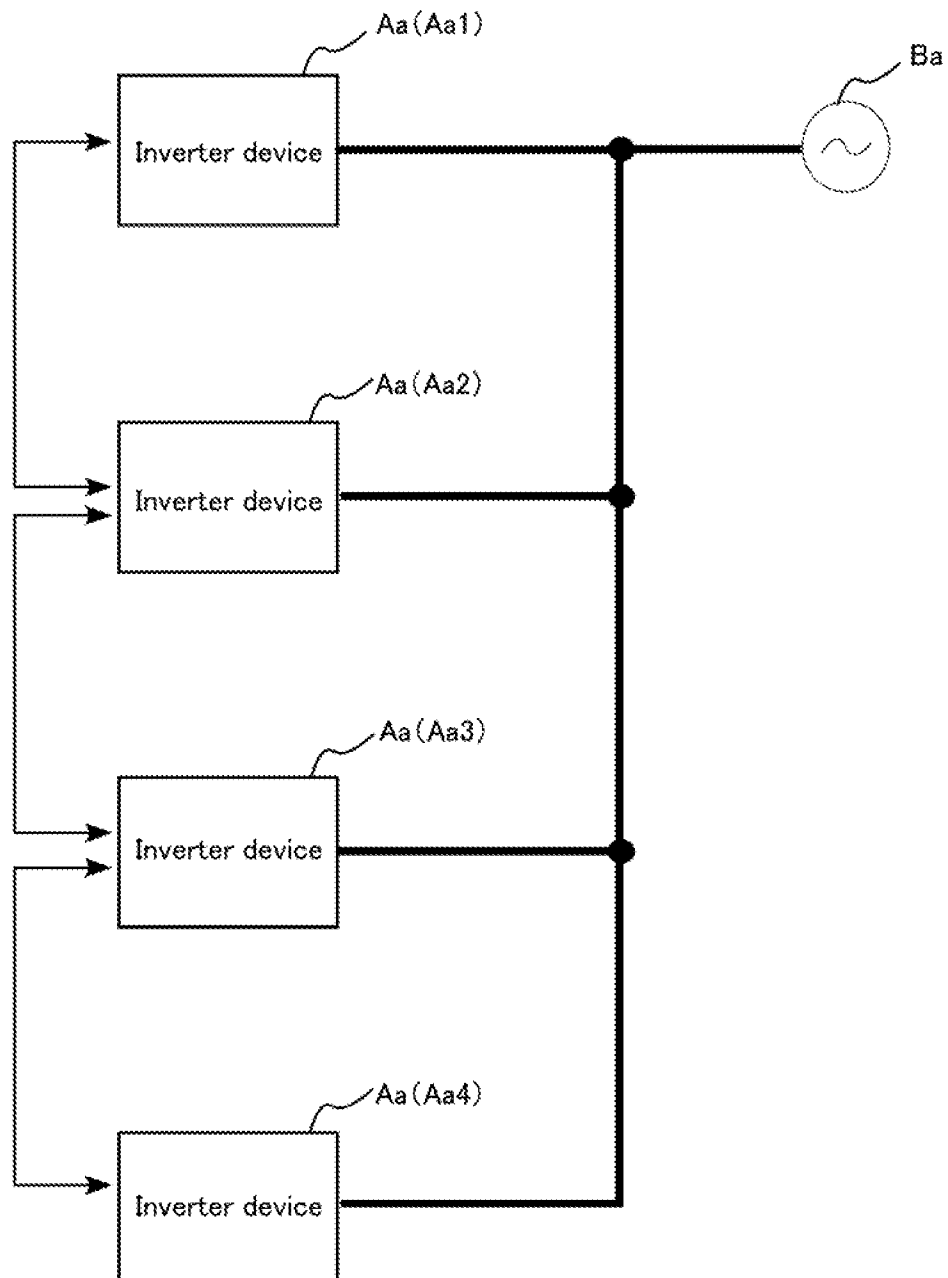 Aa(Aa1)
Ba
Inverter device
Aa(Aa2)
Inverter device
Aa(Aa3)
Inverter device
Aa(Aa4)
Inverter device